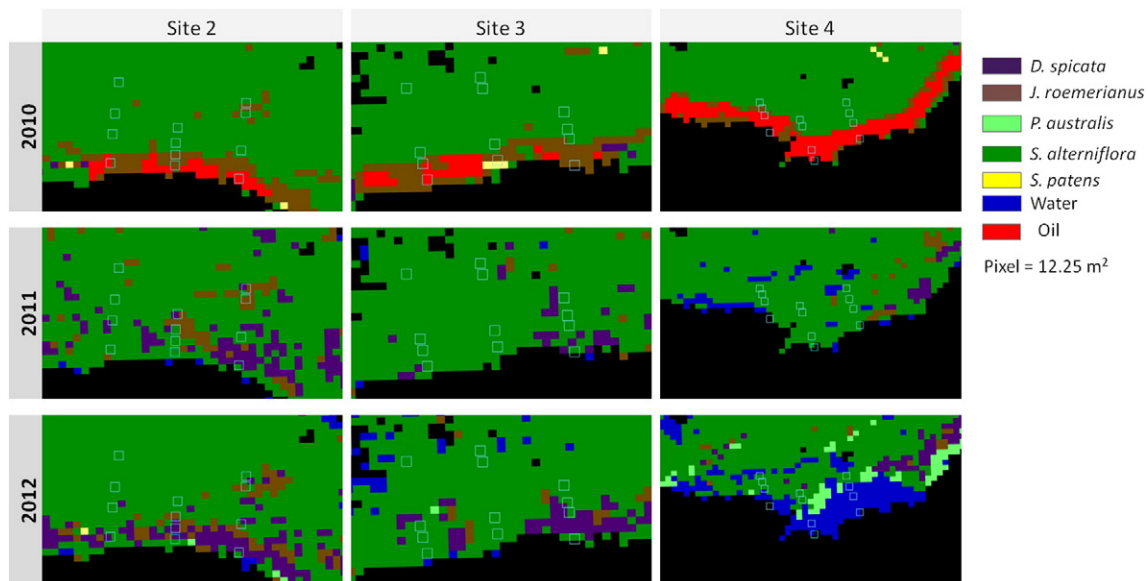 Site 2
Site 3
Site 4
2010
2011
2012
D. spicata
J. roemerianus
P. australis
S. alterniflora
S. patens
Water
Oil
Pixel = 12.25 m²